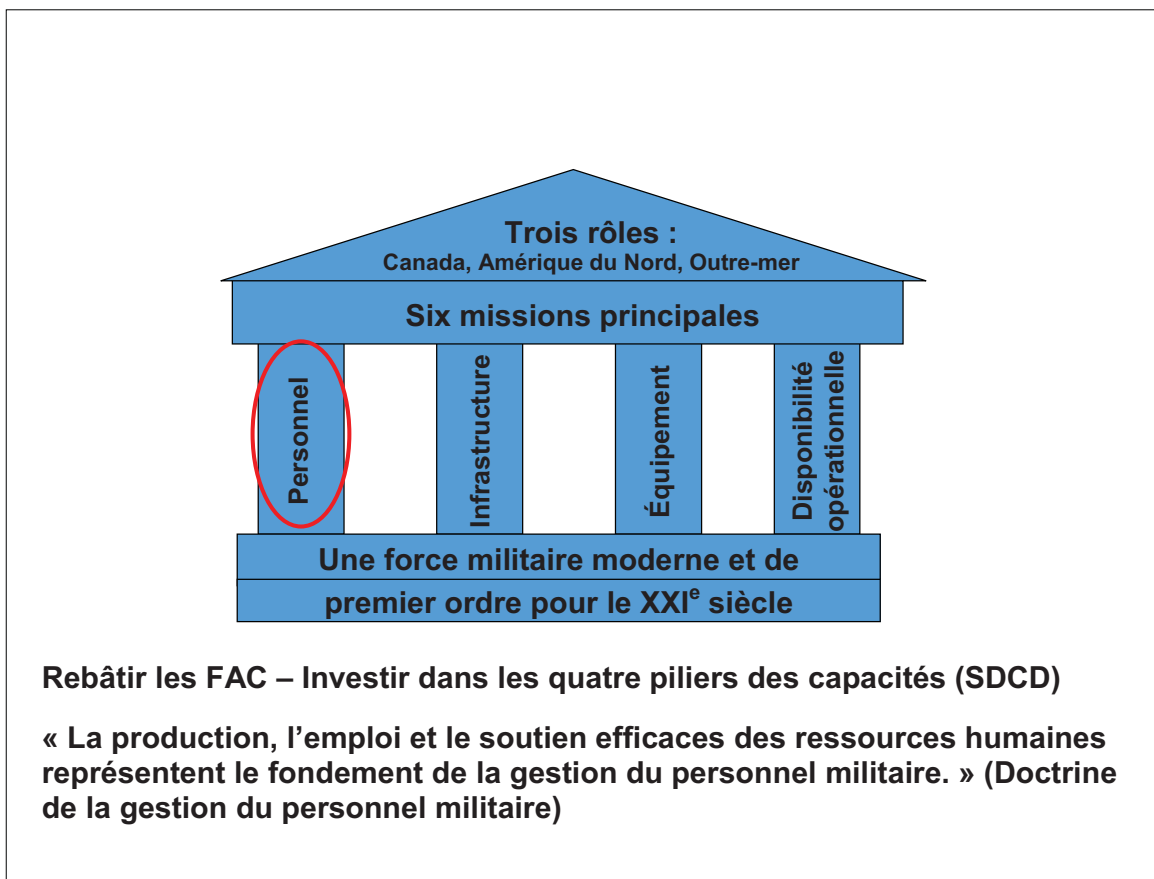 Trois rôles :
Canada, Amérique du Nord, Outre-mer
Six missions principales
Personnel
Infrastructure
Équipement
Disponibilité
opérationnelle
Une force militaire moderne et de
premier ordre pour le XXIe siècle
Rebâtir les FAC – Investir dans les quatre piliers des capacités (SDCD)
« La production, l’emploi et le soutien efficaces des ressources humaines
représentent le fondement de la gestion du personnel militaire. » (Doctrine
de la gestion du personnel militaire)